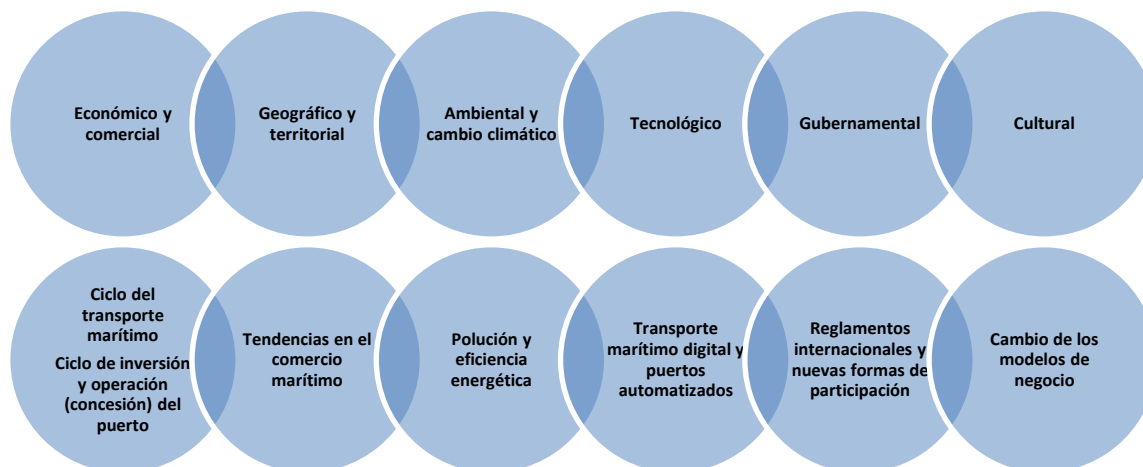 Económico y
comercial
Geográfico y
territorial
Ambiental y
cambio climático
Tecnológico
Gubernamental
Cultural
Ciclo del
transporte
marítimo
Ciclo de inversión
y operación
(concesión) del
puerto
Tendencias en el
comercio
marítimo
Polución y
eficiencia
energética
Transporte
marítimo digital y
puertos
automatizados
Reglamentos
internacionales y
nuevas formas de
participación
Cambio de los
modelos de
negocio